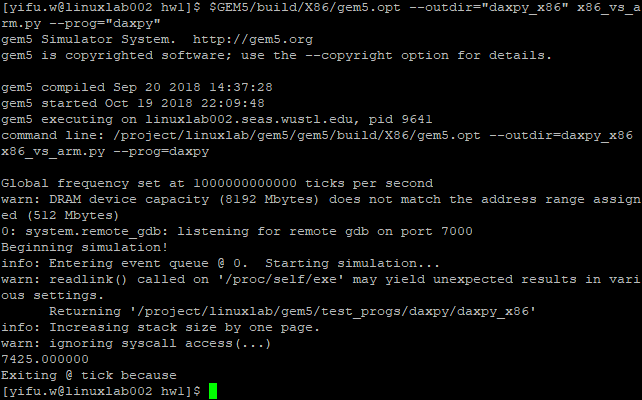 [yifu.w@linuxlab002 hw1]$ $GEM5/build/X86/gem5.opt --outdir="daxpy_x86" x86_vs_a
rm.py --prog="daxpy"
gem5 Simulator System.  http://gem5.org
gem5 is copyrighted software; use the --copyright option for details.

gem5 compiled Sep 20 2018 14:37:28
gem5 started Oct 19 2018 22:09:48
gem5 executing on linuxlab002.seas.wustl.edu, pid 9641
command line: /project/linuxlab/gem5/gem5/build/X86/gem5.opt --outdir=daxpy_x86
x86_vs_arm.py --prog=daxpy

Global frequency set at 1000000000000 ticks per second
warn: DRAM device capacity (8192 Mbytes) does not match the address range assign
ed (512 Mbytes)
0: system.remote_gdb: listening for remote gdb on port 7000
Beginning simulation!
info: Entering event queue @ 0.  Starting simulation...
warn: readlink() called on '/proc/self/exe' may yield unexpected results in vari
ous settings.
      Returning '/project/linuxlab/gem5/test_progs/daxpy/daxpy_x86'
info: Increasing stack size by one page.
warn: ignoring syscall access(...)
7425.000000
Exiting @ tick because
[yifu.w@linuxlab002 hw1]$